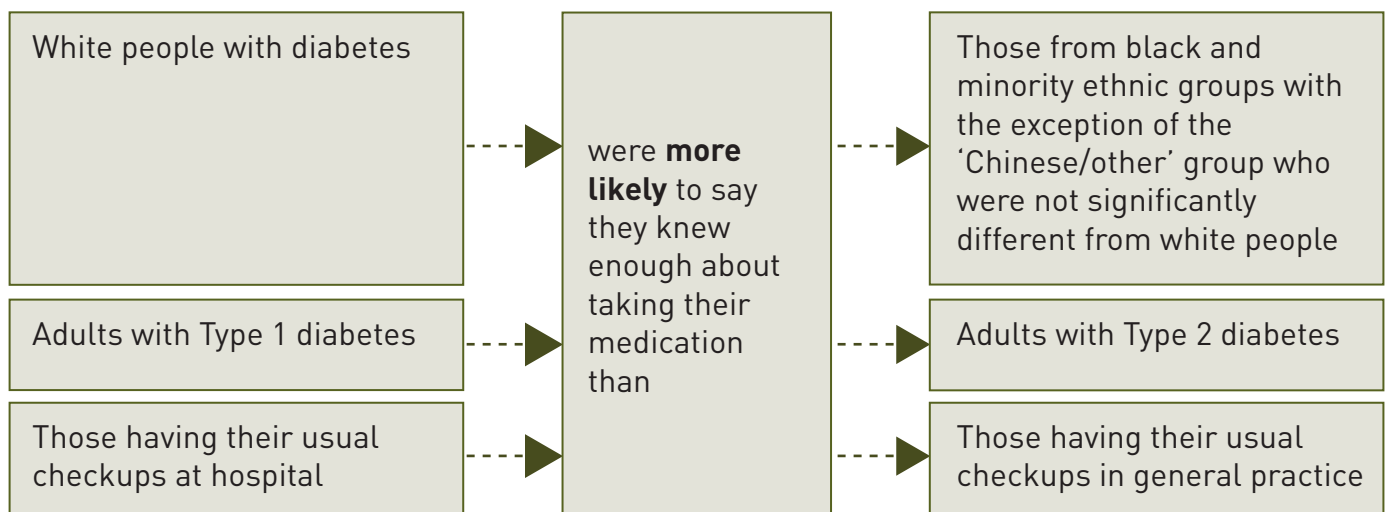 White people with diabetes
were more
likely to say
they knew
enough about
taking their
medication
than
Those from black and
minority ethnic groups with
the exception of the
‘Chinese/other’ group who
were not significantly
different from white people
Adults with Type 1 diabetes
Adults with Type 2 diabetes
Those having their usual
checkups at hospital
Those having their usual
checkups in general practice